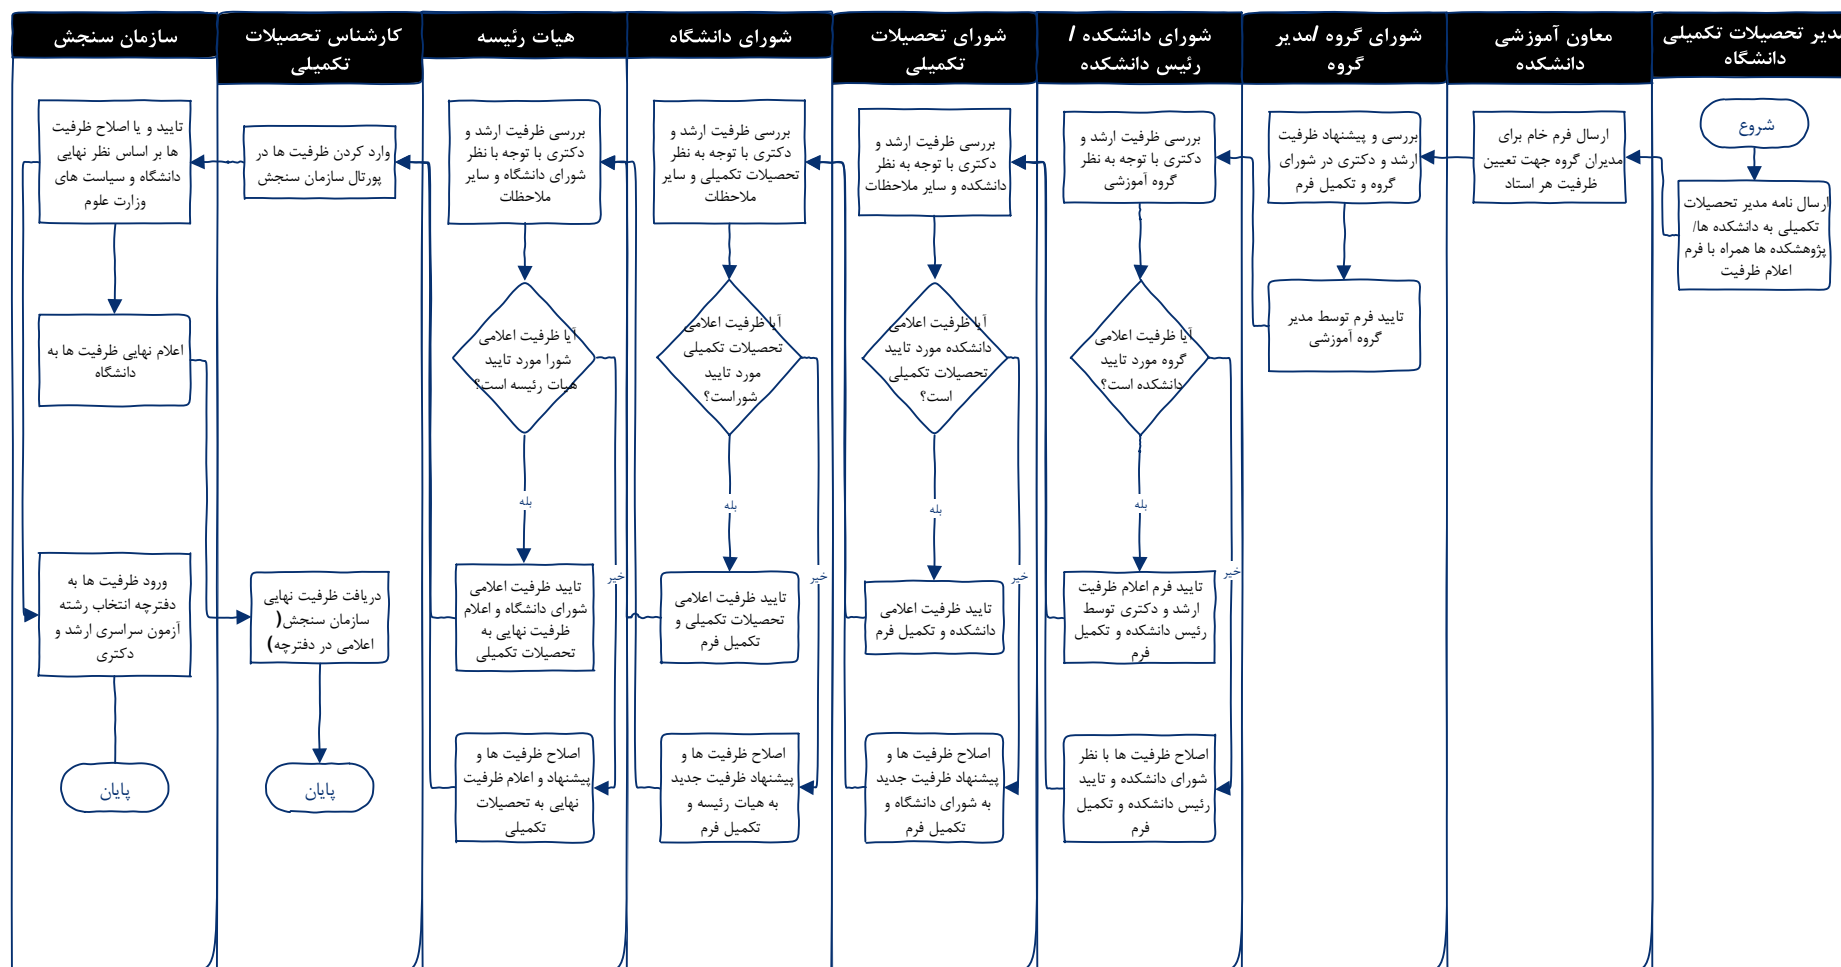 مدیر تحصیلات تکمیلی
دانشگاه
شروع
ارسال نامه مدیر تحصیلات
تکمیلی به دانشکده ها/
پژوهشکده ها همراه با فرم
اعلام ظرفیت
معاون آموزشی
دانشکده
ارسال فرم خام برای
مدیران گروه جهت تعیین
ظرفیت هر استاد
شورای گروه /مدیر
گروه
بررسی و پیشنهاد ظرفیت
ارشد و دکتری در شورای
گروه و تکمیل فرم
تایید فرم توسط مدیر
گروه آموزشی
شورای دانشکده /
رئیس دانشکده
بررسی ظرفیت ارشد و
دکتری با توجه به نظر
گروه آموزشی
آیا ظرفیت اعلامی
گروه مورد تایید
دانشکده است؟
بله
خیر
تایید فرم اعلام ظرفیت
ارشد و دکتری توسط
رئیس دانشکده و تکمیل
فرم
اصلاح ظرفیت ها با نظر
شورای دانشکده و تایید
رئیس دانشکده و تکمیل
فرم
شورای تحصیلات
تکمیلی
بررسی ظرفیت ارشد و
دکتری با توجه به نظر
دانشکده و سایر ملاحظات
آیا ظرفیت اعلامی
دانشکده مورد تایید
تحصیلات تکمیلی
است؟
بله
خیر
تایید ظرفیت اعلامی
دانشکده و تکمیل فرم
اصلاح ظرفیت ها و
پیشنهاد ظرفیت جدید
به شورای دانشگاه و
تکمیل فرم
شورای دانشگاه
بررسی ظرفیت ارشد و
دکتری با توجه به نظر
تحصیلات تکمیلی و سایر
ملاحظات
آیا ظرفیت اعلامی
تحصیلات تکمیلی
مورد تایید
شوراست؟
بله
خیر
تایید ظرفیت اعلامی
تحصیلات تکمیلی و
تکمیل فرم
اصلاح ظرفیت ها و
پیشنهاد ظرفیت جدید
به هیات رئیسه و
تکمیل فرم
هیات رئیسه
بررسی ظرفیت ارشد و
دکتری با توجه با نظر
شورای دانشگاه و سایر
ملاحظات
آیا ظرفیت اعلامی
شورا مورد تایید
هیات رئیسه است؟
بله
خیر
تایید ظرفیت اعلامی
شورای دانشگاه و اعلام
ظرفیت نهایی به
تحصیلات تکمیلی
اصلاح ظرفیت ها و
پیشنهاد و اعلام ظرفیت
نهایی به تحصیلات
تکمیلی
کارشناس تحصیلات
تکمیلی
وارد کردن ظرفیت ها در
پورتال سازمان سنجش
دریافت ظرفیت نهایی
سازمان سنجش(
اعلامی در دفترچه)
پایان
سازمان سنجش
تایید و یا اصلاح ظرفیت
ها بر اساس نظر نهایی
دانشگاه و سیاست های
وزارت علوم
اعلام نهایی ظرفیت ها به
دانشگاه
ورود ظرفیت ها به
دفترچه انتخاب رشته
آزمون سراسری ارشد و
دکتری
پایان